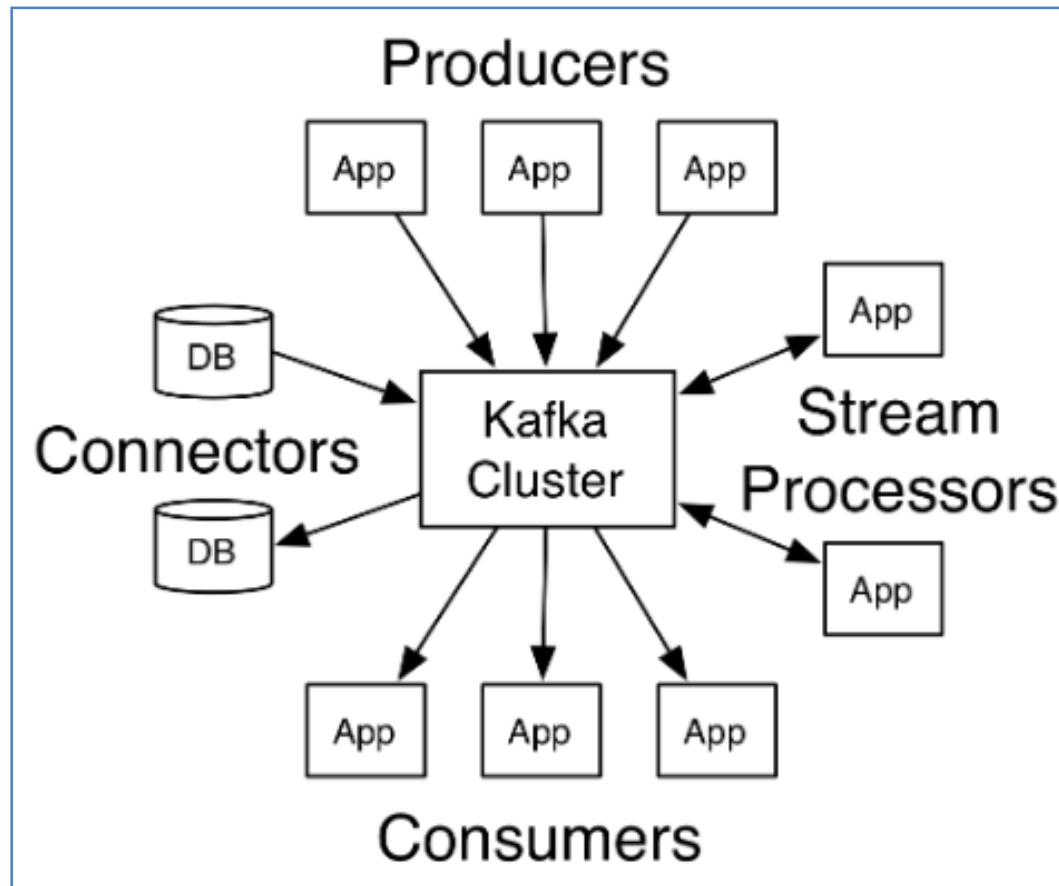 Producers
App
App
App
DB
App
Kafka
Cluster
Stream
Processors
Connectors
DB
App
App
App
App
Consumers